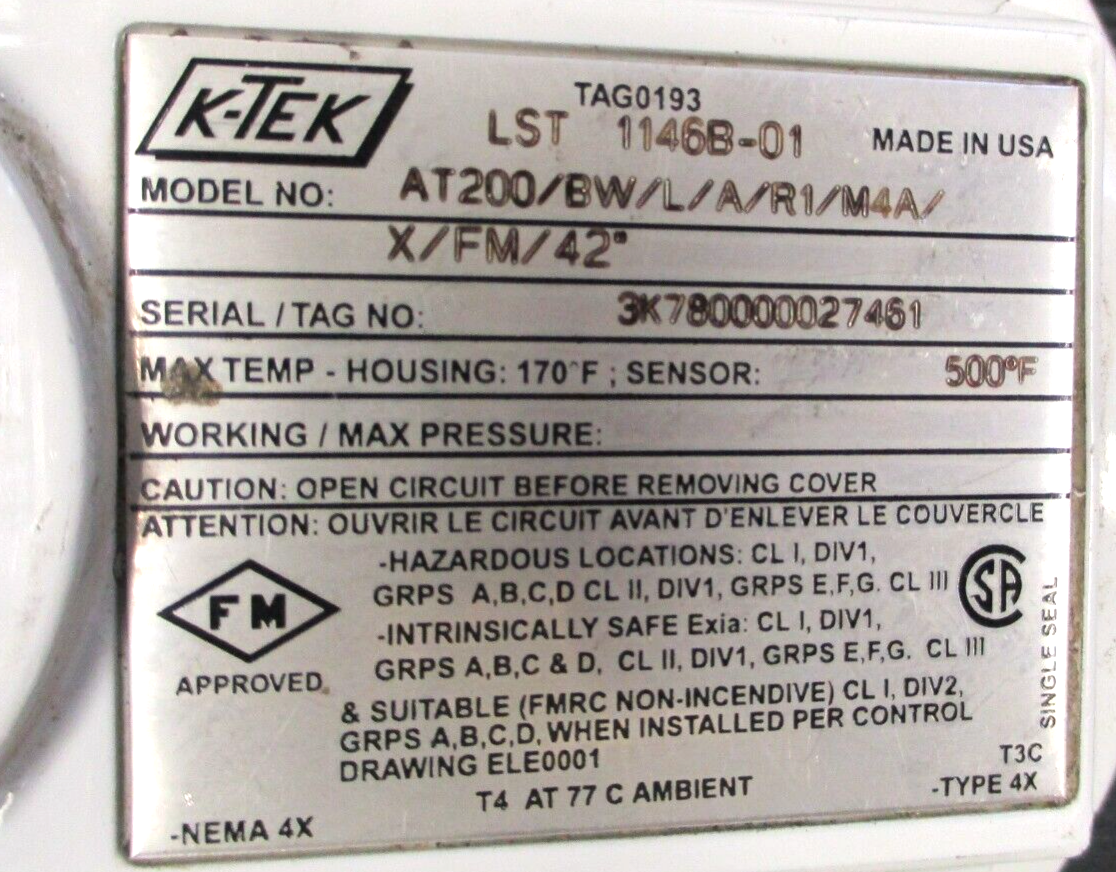 K-TEK
TAG0193
LST 1146B-01
MADE IN USA
MODEL NO: AT200/BW/L/A/R1/M4A/
X/FM/42"
SERIAL / TAG NO: 3K780000027461
MAX TEMP - HOUSING: 170°F ; SENSOR: 500°F
WORKING / MAX PRESSURE:
CAUTION: OPEN CIRCUIT BEFORE REMOVING COVER
ATTENTION: OUVRIR LE CIRCUIT AVANT D'ENLEVER LE COUVERCLE
FM
APPROVED
-HAZARDOUS LOCATIONS: CL I, DIV1,
GRPS A,B,C,D CL II, DIV1, GRPS E,F,G. CL III
-INTRINSICALLY SAFE Exia: CL I, DIV1,
GRPS A,B,C & D, CL II, DIV1, GRPS E,F,G. CL III
& SUITABLE (FMRC NON-INCENDIVE) CL I, DIV2,
GRPS A,B,C,D, WHEN INSTALLED PER CONTROL
DRAWING ELE0001
SA
SINGLE SEAL
T3C
T4 AT 77 C AMBIENT
-TYPE 4X
-NEMA 4X